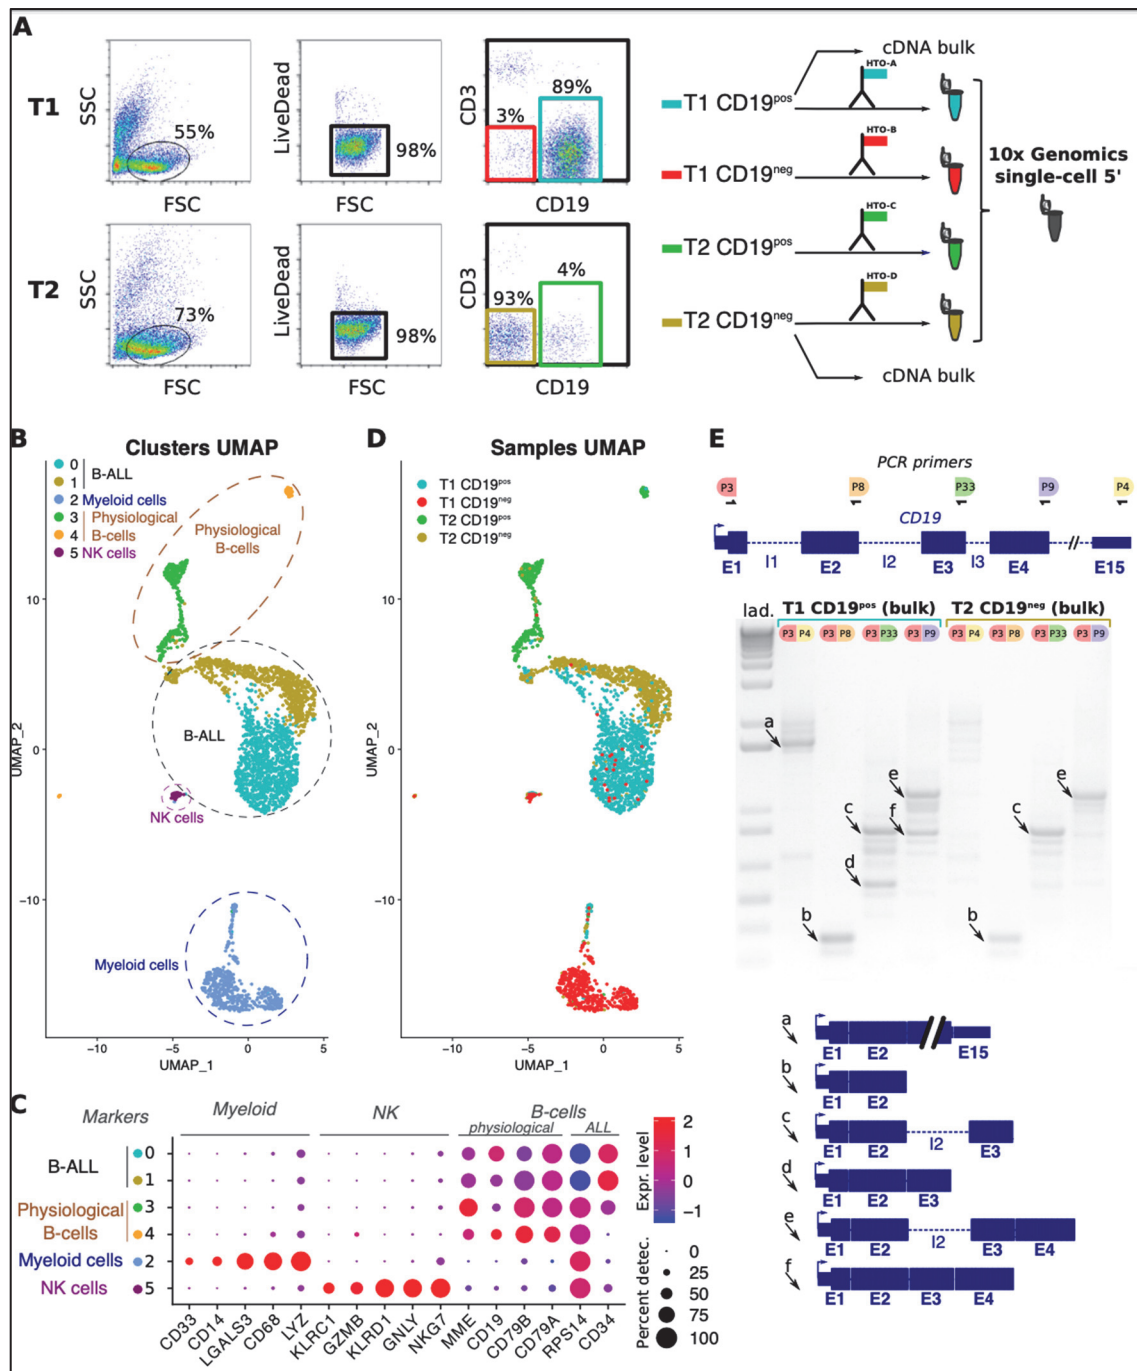 A
T1
SSC
55%
FSC
LiveDead
98%
FSC
CD3
3%
89%
CD19
T2
SSC
73%
FSC
LiveDead
98%
FSC
CD3
93%
4%
CD19
cDNA bulk
HTO-A
T1 CD19pos
HTO-B
T1 CD19neg
HTO-C
T2 CD19pos
HTO-D
T2 CD19neg
cDNA bulk
10x Genomics
single-cell 5'
B
Clusters UMAP
0
1
B-ALL
2 Myeloid cells
3
4
Physiological
B-cells
5 NK cells
Physiological
B-cells
B-ALL
NK cells
Myeloid cells
10
0
−10
UMAP_2
−10
−5
0
5
UMAP_1
D
Samples UMAP
T1 CD19pos
T1 CD19neg
T2 CD19pos
T2 CD19neg
10
0
−10
UMAP_2
−10
−5
0
5
UMAP_1
E
PCR primers
P3
P8
P33
P9
P4
1
1
1
1
1
CD19
E1
I1
E2
I2
E3
I3
E4
//
E15
lad.
T1 CD19pos (bulk)
T2 CD19neg (bulk)
P3 P4
P3 P8
P3 P33
P3 P9
P3 P4
P3 P8
P3 P33
P3 P9
a
b
c
d
e
f
b
c
e
a
E1 E2 // E15
b
E1 E2
c
E1 E2 I2 E3
d
E1 E2 E3
e
E1 E2 I2 E3 E4
f
E1 E2 E3 E4
C
Markers
Myeloid
NK
B-cells
physiological
ALL
B-ALL
0
1
Physiological
B-cells
3
4
Myeloid cells 2
NK cells 5
CD33
CD14
LGALS3
CD68
LYZ
KLRC1
GZMB
KLRD1
GNLY
NKG7
MME
CD19
CD79B
CD79A
RPS14
CD34
Expr. level
2
1
0
−1
Percent detec.
0
25
50
75
100